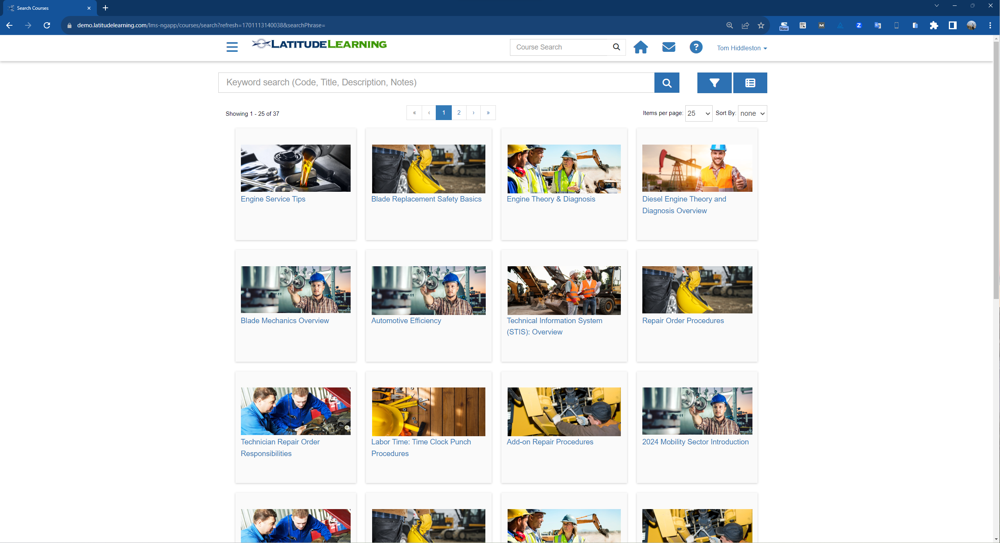 Search Courses
demo.latitudelearning.com/lms-ngapp/courses/search?refresh=1701113140038&searchPhrase=
New
M
Z
LATITUDELEARNING
Course Search
?
Tom Hiddleston
Keyword search (Code, Title, Description, Notes)
Showing 1 - 25 of 37
« ‹ 1 2 › »
Items per page: 25 Sort By: none
Engine Service Tips
Blade Replacement Safety Basics
Engine Theory & Diagnosis
Diesel Engine Theory and
Diagnosis Overview
Blade Mechanics Overview
Automotive Efficiency
Technical Information System
(STIS): Overview
Repair Order Procedures
Technician Repair Order
Responsibilities
Labor Time: Time Clock Punch
Procedures
Add-on Repair Procedures
2024 Mobility Sector Introduction